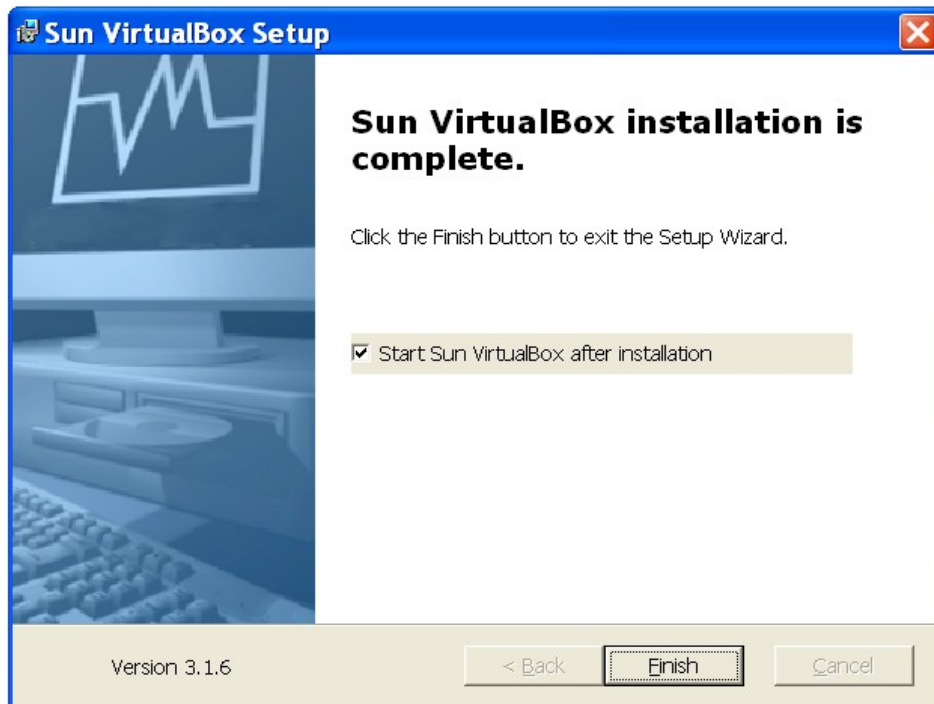 Sun VirtualBox Setup
Sun VirtualBox installation is
complete.
Click the Finish button to exit the Setup Wizard.
Start Sun VirtualBox after installation
Version 3.1.6
< Back
Finish
Cancel